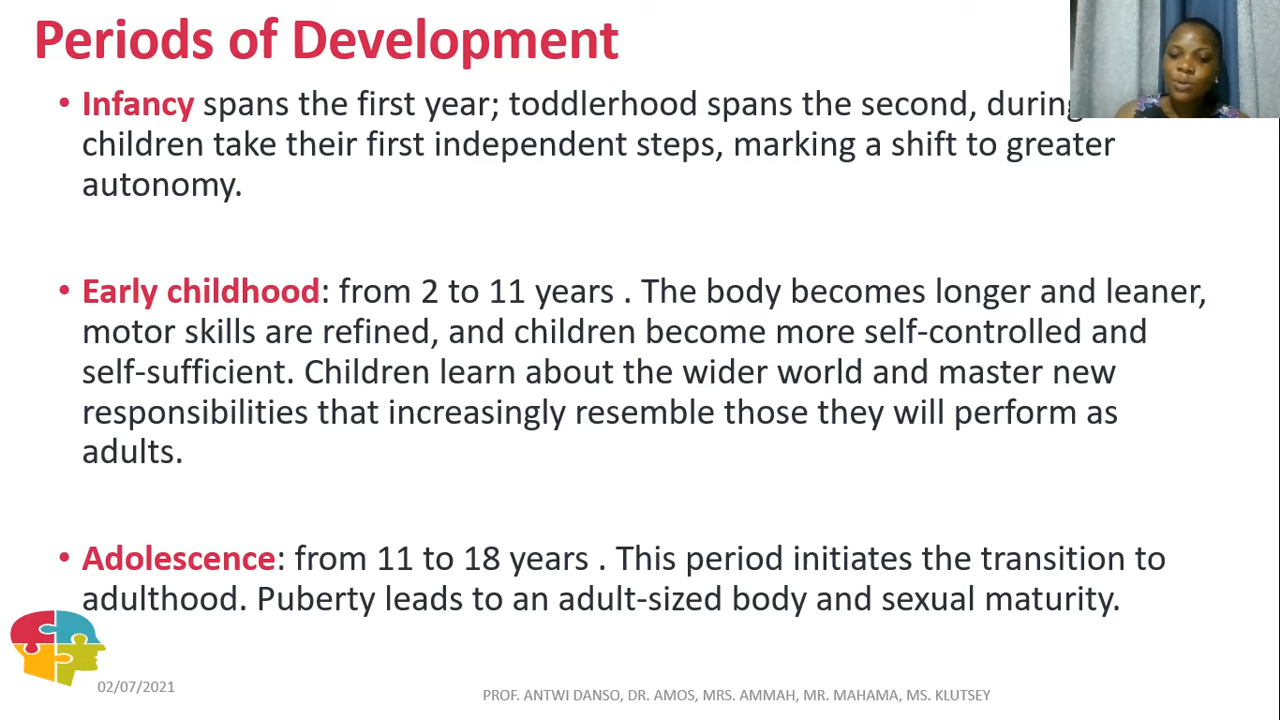 Periods of Development
• Infancy spans the first year; toddlerhood spans the second, during
children take their first independent steps, marking a shift to greater
autonomy.
• Early childhood: from 2 to 11 years . The body becomes longer and leaner,
motor skills are refined, and children become more self-controlled and
self-sufficient. Children learn about the wider world and master new
responsibilities that increasingly resemble those they will perform as
adults.
• Adolescence: from 11 to 18 years . This period initiates the transition to
adulthood. Puberty leads to an adult-sized body and sexual maturity.
02/07/2021
PROF. ANTWI DANSO, DR. AMOS, MRS. AMMAH, MR. MAHAMA, MS. KLUTSEY